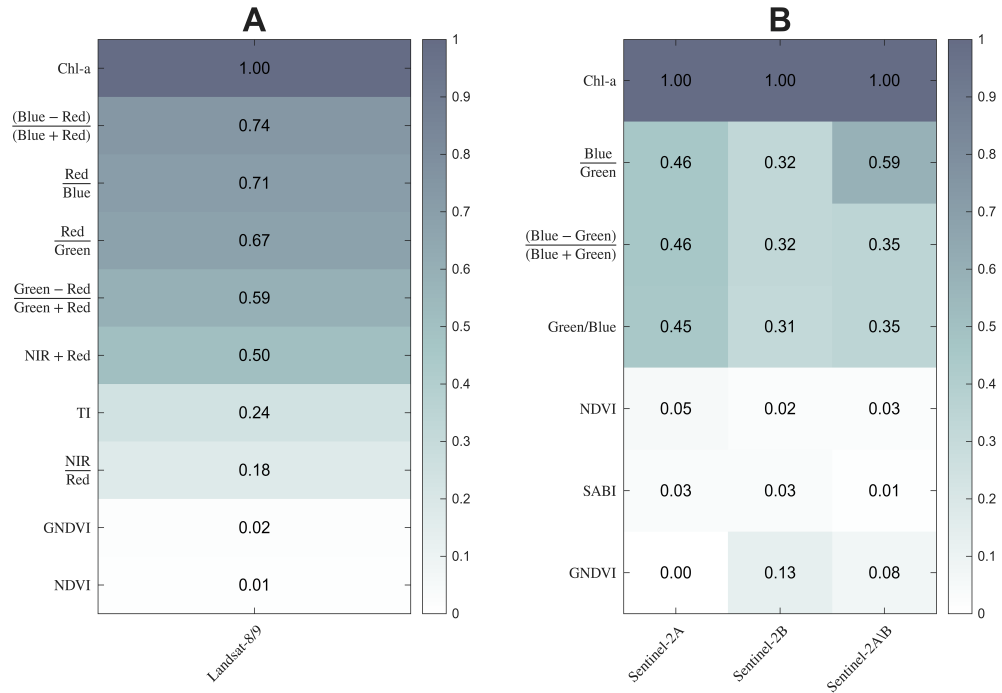 A
Chl-a
1.00
(Blue − Red)
(Blue + Red)
0.74
Red
Blue
0.71
Red
Green
0.67
Green − Red
Green + Red
0.59
NIR + Red
0.50
TI
0.24
NIR
Red
0.18
GNDVI
0.02
NDVI
0.01
Landsat-8/9
1
0.9
0.8
0.7
0.6
0.5
0.4
0.3
0.2
0.1
0
B
Chl-a
1.00 1.00 1.00
Blue
Green
0.46 0.32 0.59
(Blue − Green)
(Blue + Green)
0.46 0.32 0.35
Green/Blue
0.45 0.31 0.35
NDVI
0.05 0.02 0.03
SABI
0.03 0.03 0.01
GNDVI
0.00 0.13 0.08
Sentinel-2A
Sentinel-2B
Sentinel-2A\B
1
0.9
0.8
0.7
0.6
0.5
0.4
0.3
0.2
0.1
0